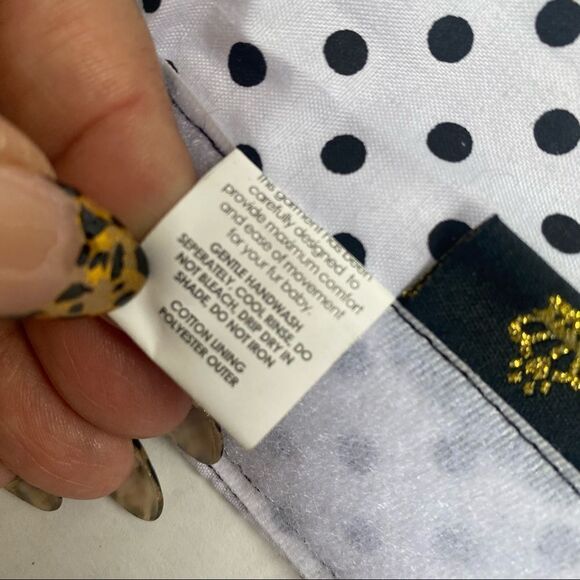 This garment has been
carefully designed to
provide maximum comfort
and ease of movement
for your fur baby.
GENTLE HANDWASH
SEPERATELY, COOL RINSE, DO
NOT BLEACH, DRIP DRY IN
SHADE. DO NOT IRON
COTTON LINING
POLYESTER OUTER